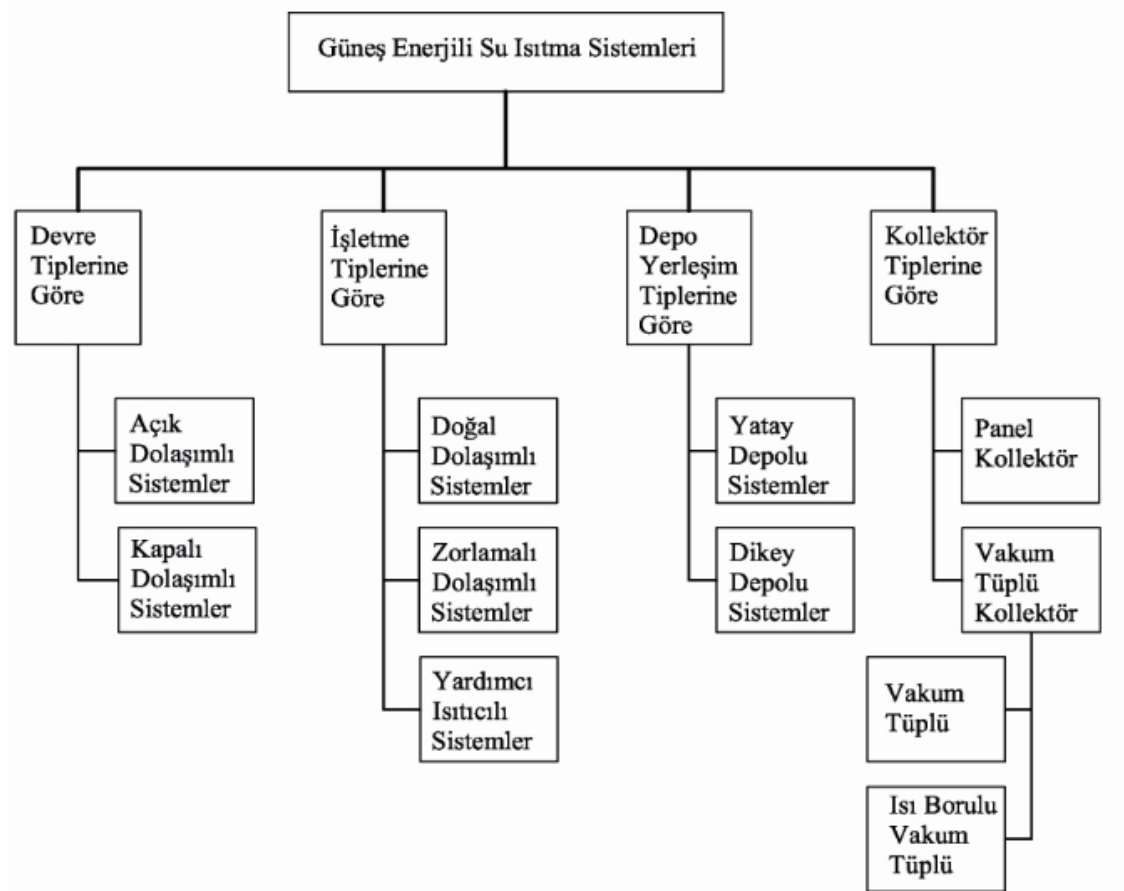 Güneş Enerjili Su Isıtma Sistemleri
Devre
Tiplerine
Göre
Açık
Dolaşımlı
Sistemler
Kapalı
Dolaşımlı
Sistemler
İşletme
Tiplerine
Göre
Doğal
Dolaşımlı
Sistemler
Zorlamalı
Dolaşımlı
Sistemler
Yardımcı
Isıtıcılı
Sistemler
Depo
Yerleşim
Tiplerine
Göre
Yatay
Depolu
Sistemler
Dikey
Depolu
Sistemler
Kollektör
Tiplerine
Göre
Panel
Kollektör
Vakum
Tüplü
Kollektör
Vakum
Tüplü
Isı Borulu
Vakum
Tüplü